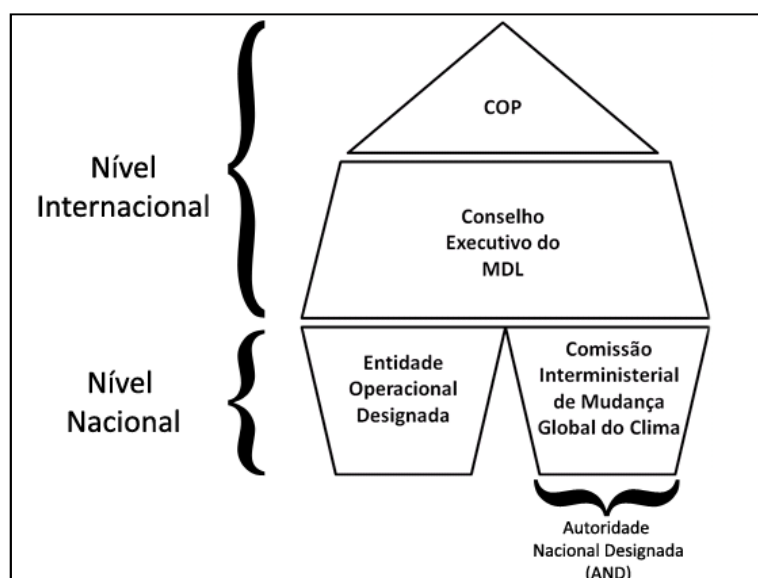 COP
Nível
Internacional
Conselho
Executivo do
MDL
Nível
Nacional
Entidade
Operacional
Designada
Comissão
Interministerial
de Mudança
Global do Clima
Autoridade
Nacional Designada
(AND)